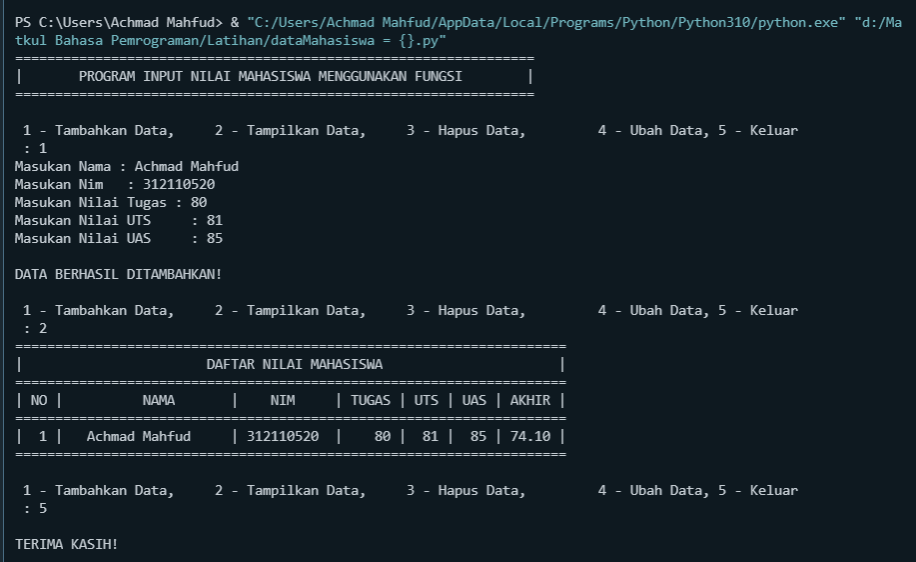 PS C:\Users\Achmad Mahfud> & "C:/Users/Achmad Mahfud/AppData/Local/Programs/Python/Python310/python.exe" "d:/Ma
tkul Bahasa Pemrograman/Latihan/dataMahasiswa = {}.py"
=================================================================
|       PROGRAM INPUT NILAI MAHASISWA MENGGUNAKAN FUNGSI        |
=================================================================

 1 - Tambahkan Data,     2 - Tampilkan Data,     3 - Hapus Data,         4 - Ubah Data, 5 - Keluar
 : 1
Masukan Nama : Achmad Mahfud
Masukan Nim   : 312110520
Masukan Nilai Tugas : 80
Masukan Nilai UTS     : 81
Masukan Nilai UAS     : 85

DATA BERHASIL DITAMBAHKAN!

 1 - Tambahkan Data,     2 - Tampilkan Data,     3 - Hapus Data,         4 - Ubah Data, 5 - Keluar
 : 2
=====================================================================
|                       DAFTAR NILAI MAHASISWA                      |
=====================================================================
| NO |          NAMA       |    NIM     | TUGAS | UTS | UAS | AKHIR |
=====================================================================
|  1 |   Achmad Mahfud     | 312110520  |    80 |  81 |  85 | 74.10 |
=====================================================================

 1 - Tambahkan Data,     2 - Tampilkan Data,     3 - Hapus Data,         4 - Ubah Data, 5 - Keluar
 : 5

TERIMA KASIH!